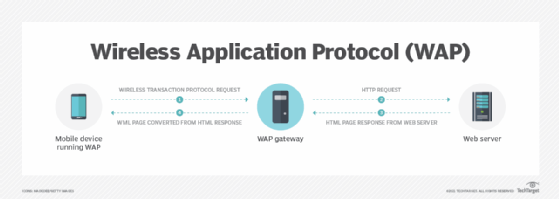 Wireless Application Protocol (WAP)
WIRELESS TRANSACTION PROTOCOL REQUEST
HTTP REQUEST
1
2
4
3
WML PAGE CONVERTED FROM HTML RESPONSE
HTML PAGE RESPONSE FROM WEB SERVER
Mobile device
running WAP
WAP gateway
Web server
TechTarget